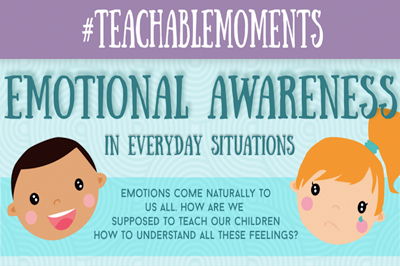 #TEACHABLEMOMENTS
EMOTIONAL AWARENESS
IN EVERYDAY SITUATIONS
EMOTIONS COME NATURALLY TO
US ALL. HOW ARE WE
SUPPOSED TO TEACH OUR CHILDREN
HOW TO UNDERSTAND ALL THESE FEELINGS?